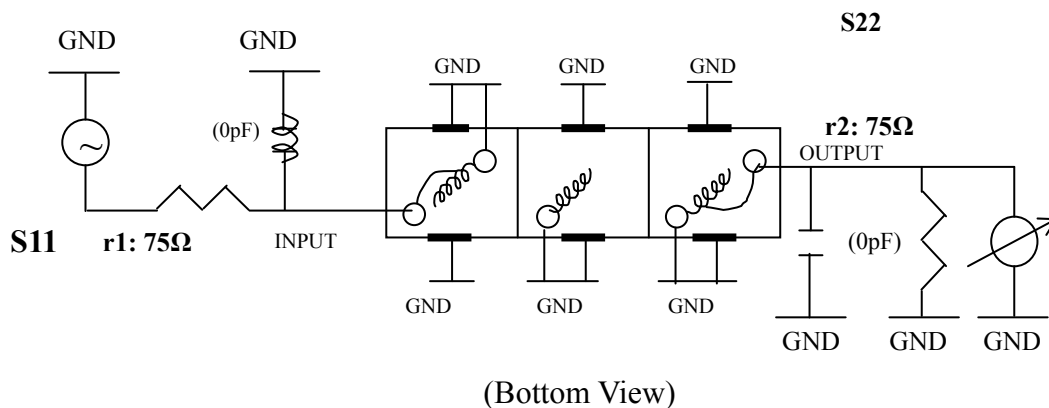 S22
GND
GND
GND
GND
GND
(0pF)
r2: 75Ω
OUTPUT
S11
r1: 75Ω
INPUT
(0pF)
GND
GND
GND
GND
GND
GND
(Bottom View)